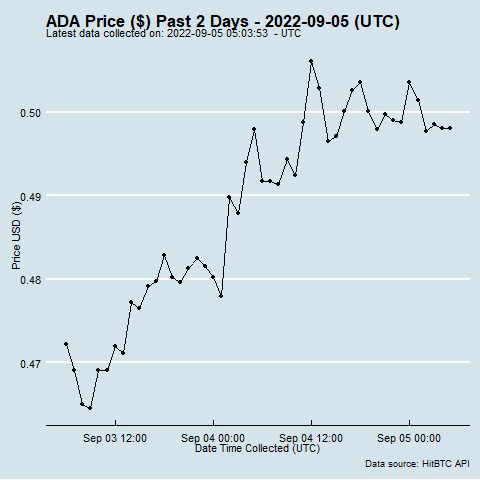 ADA Price ($) Past 2 Days - 2022-09-05 (UTC)
Latest data collected on: 2022-09-05 05:03:53 - UTC
0.50
0.49
0.48
0.47
Price USD ($)
Sep 03 12:00 Sep 04 00:00 Sep 04 12:00 Sep 05 00:00
Date Time Collected (UTC)
Data source: HitBTC API